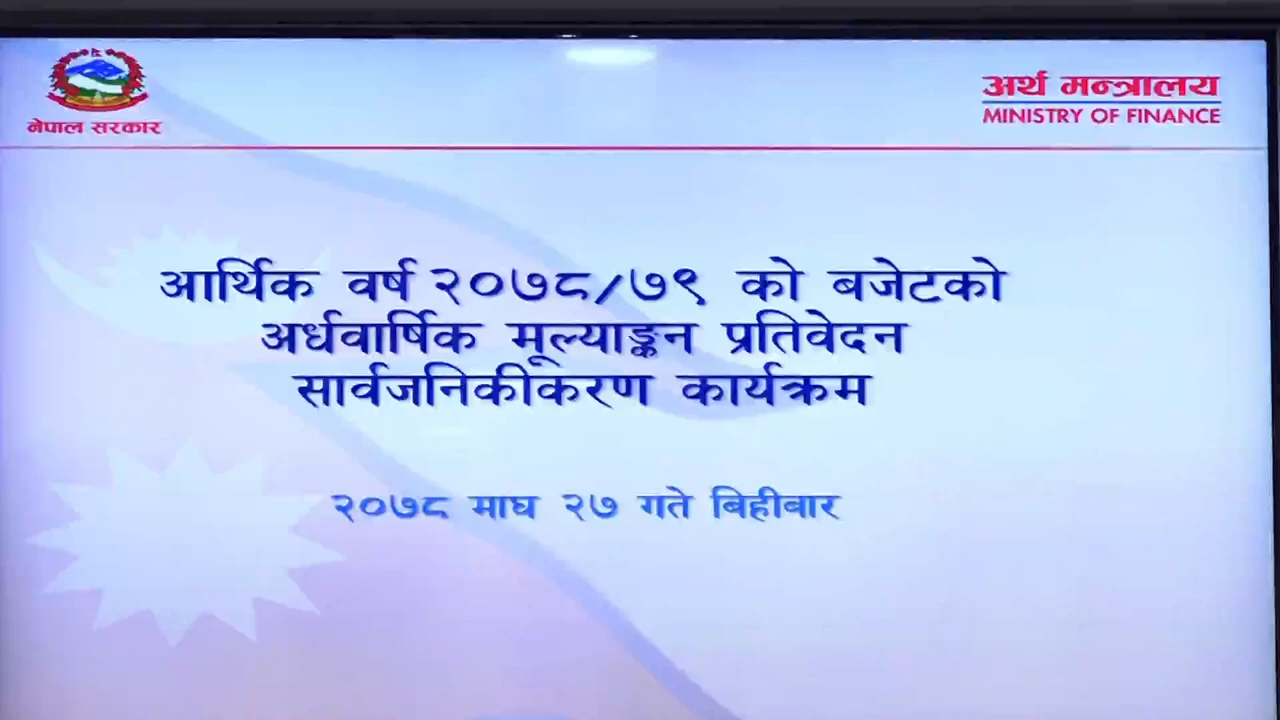 नेपाल सरकार
अर्थ मन्त्रालय
MINISTRY OF FINANCE
आर्थिक वर्ष २०७८/७९ को बजेटको
अर्धवार्षिक मूल्याङ्कन प्रतिवेदन
सार्वजनिकीकरण कार्यक्रम
२०७८ माघ २७ गते बिहीबार